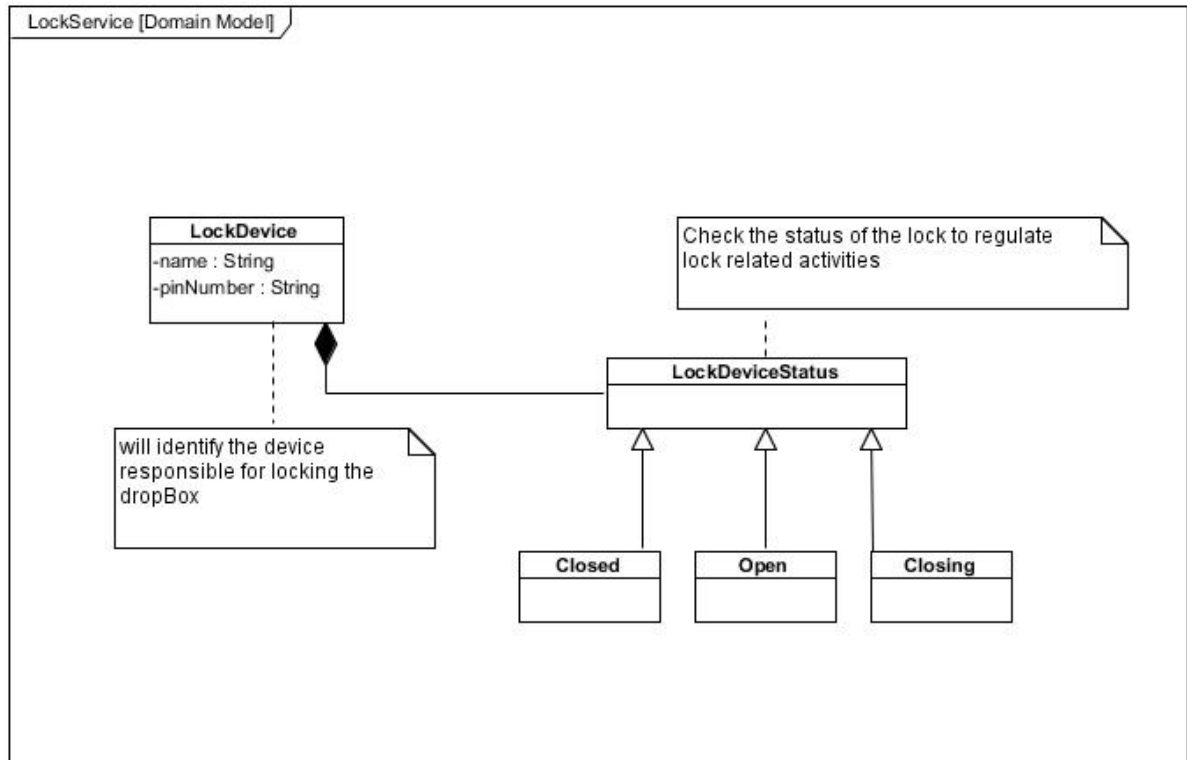 LockService [Domain Model]
LockDevice
-name : String
-pinNumber : String
Check the status of the lock to regulate
lock related activities
LockDeviceStatus
will identify the device
responsible for locking the
dropBox
Closed
Open
Closing